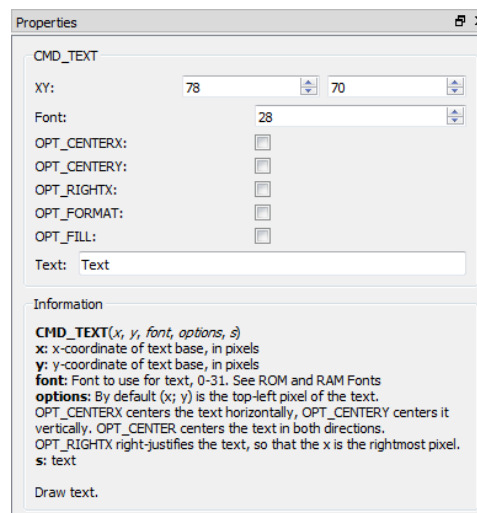 Properties
CMD_TEXT
XY: 78 70
Font: 28
OPT_CENTERX:
OPT_CENTERY:
OPT_RIGHTX:
OPT_FORMAT:
OPT_FILL:
Text: Text
Information
CMD_TEXT(x, y, font, options, s)
x: x-coordinate of text base, in pixels
y: y-coordinate of text base, in pixels
font: Font to use for text, 0-31. See ROM and RAM Fonts
options: By default (x; y) is the top-left pixel of the text.
OPT_CENTERX centers the text horizontally, OPT_CENTERY centers it
vertically. OPT_CENTER centers the text in both directions.
OPT_RIGHTX right-justifies the text, so that the x is the rightmost pixel.
s: text
Draw text.